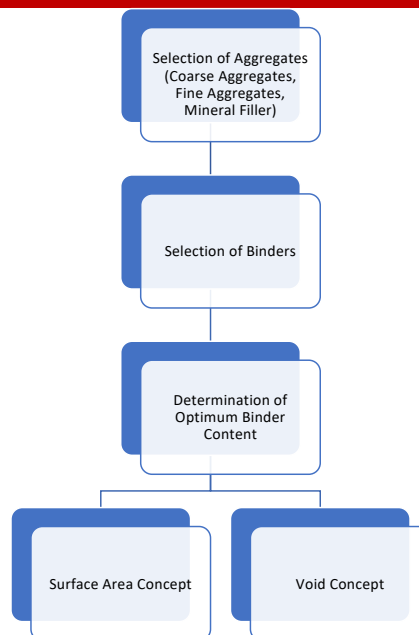 Selection of Aggregates
(Coarse Aggregates,
Fine Aggregates,
Mineral Filler)
Selection of Binders
Determination of
Optimum Binder
Content
Surface Area Concept
Void Concept